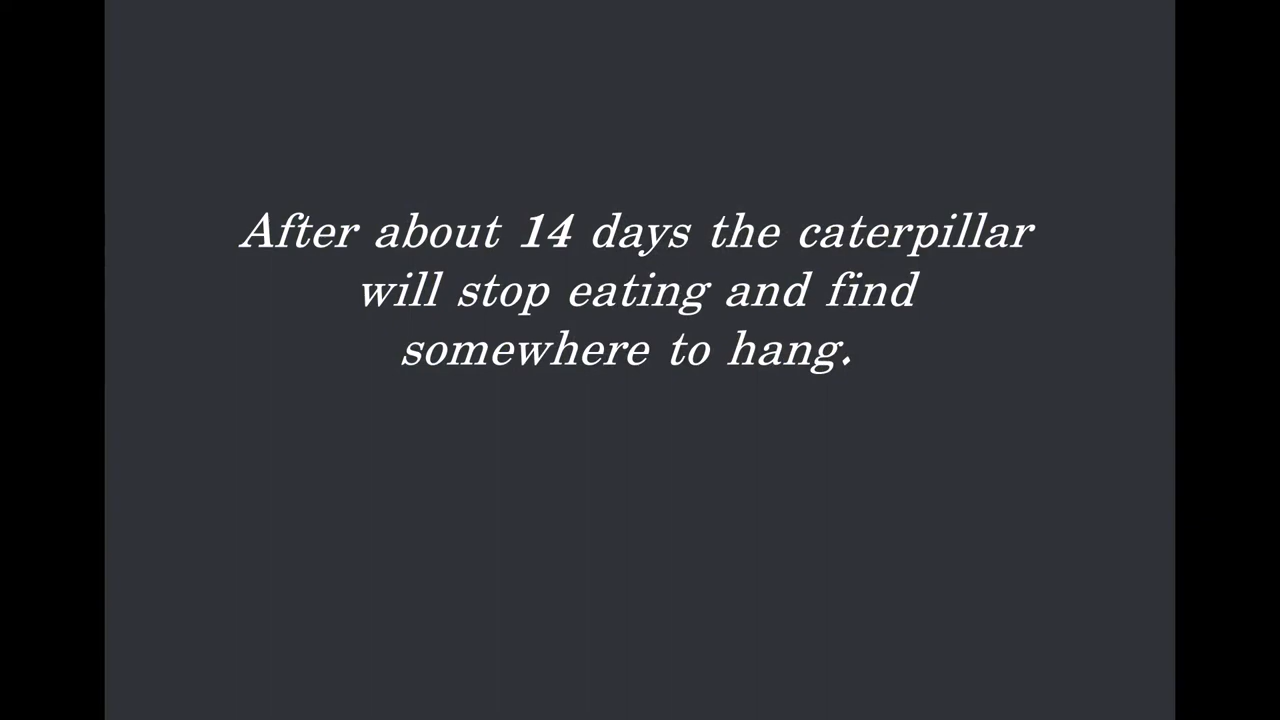 After about 14 days the caterpillar
will stop eating and find
somewhere to hang.